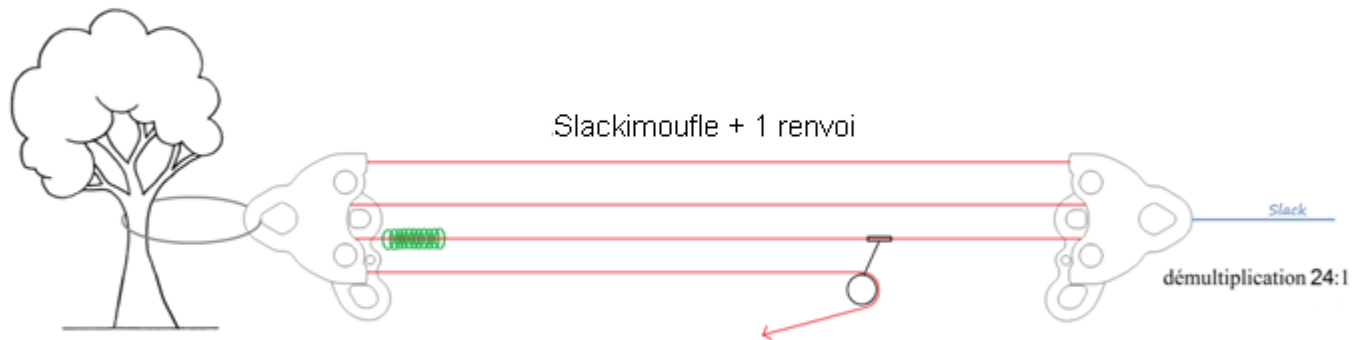 Slackimoufle + 1 renvoi
Slack
démultiplication 24:1